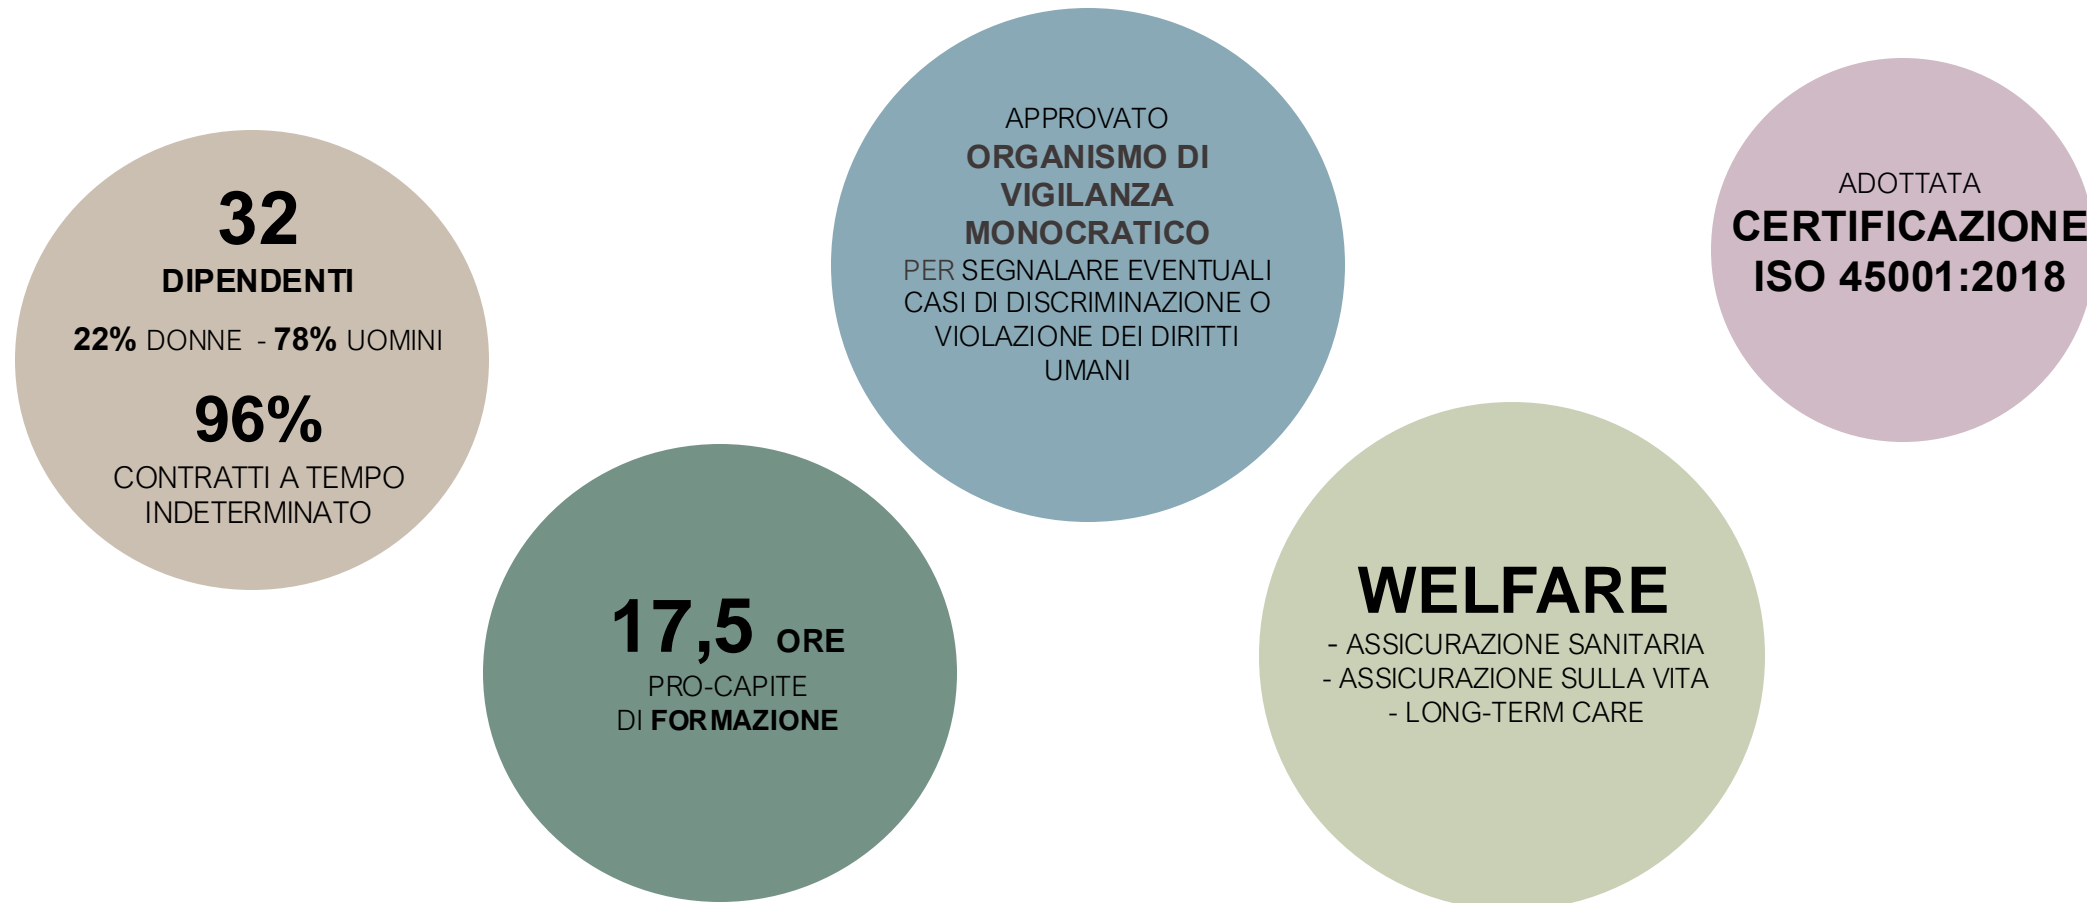 32
DIPENDENTI
22% DONNE - 78% UOMINI
96%
CONTRATTI A TEMPO
INDETERMINATO
17,5 ORE
PRO-CAPITE
DI FORMAZIONE
APPROVATO
ORGANISMO DI
VIGILANZA
MONOCRATICO
PER SEGNALARE EVENTUALI
CASI DI DISCRIMINAZIONE O
VIOLAZIONE DEI DIRITTI
UMANI
WELFARE
- ASSICURAZIONE SANITARIA
- ASSICURAZIONE SULLA VITA
- LONG-TERM CARE
ADOTTATA
CERTIFICAZIONE
ISO 45001:2018